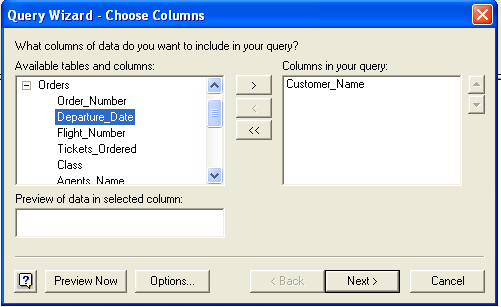 Query Wizard - Choose Columns
What columns of data do you want to include in your query?
Available tables and columns:
Columns in your query:
Orders
Order_Number
Departure_Date
Flight_Number
Tickets_Ordered
Class
Agents_Name
>
<
<<
Customer_Name
Preview of data in selected column:
?
Preview Now
Options...
< Back
Next >
Cancel